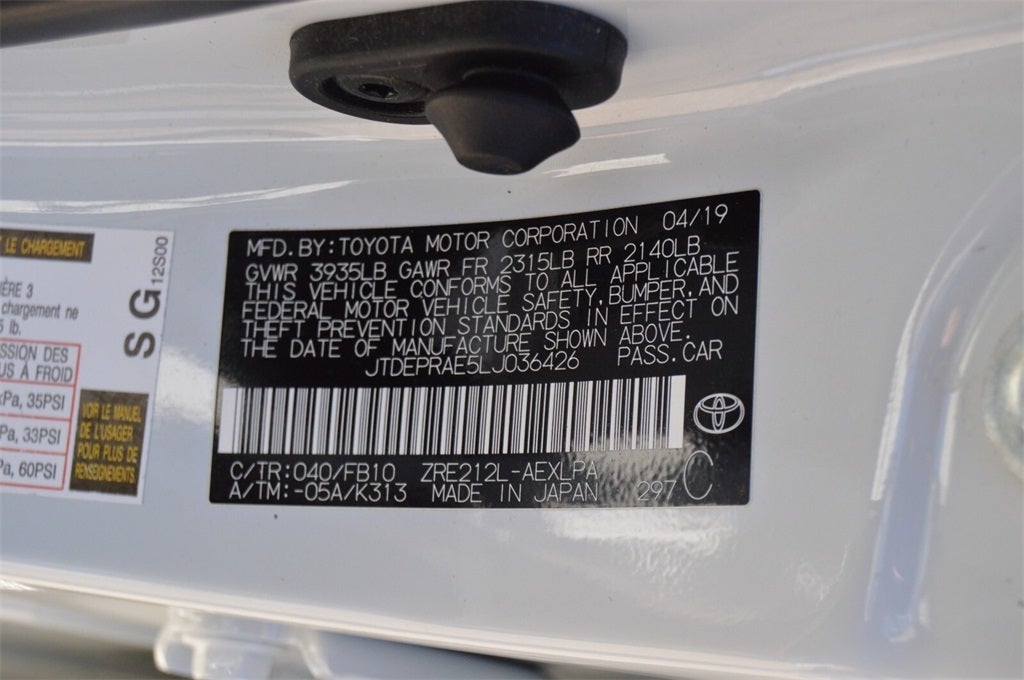 LE CHARGEMENT
IÈRE 3
chargement ne
5 lb.
SSION DES
US À FROID
kPa, 35PSI
Pa, 33PSI
Pa, 60PSI
SG12S00
VOIR LE MANUEL
DE L'USAGER
POUR PLUS DE
RENSEIGNEMENTS
MFD. BY: TOYOTA MOTOR CORPORATION 04/19
GVWR 3935LB GAWR FR 2315LB RR 2140LB
THIS VEHICLE CONFORMS TO ALL APPLICABLE
FEDERAL MOTOR VEHICLE SAFETY, BUMPER, AND
THEFT PREVENTION STANDARDS IN EFFECT ON
THE DATE OF MANUFACTURE SHOWN ABOVE.
JTDEPRAE5LJ036426 PASS.CAR
C/TR:040/FB10 ZRE212L-AEXLPA
A/TM:-05A/K313 MADE IN JAPAN 297 C